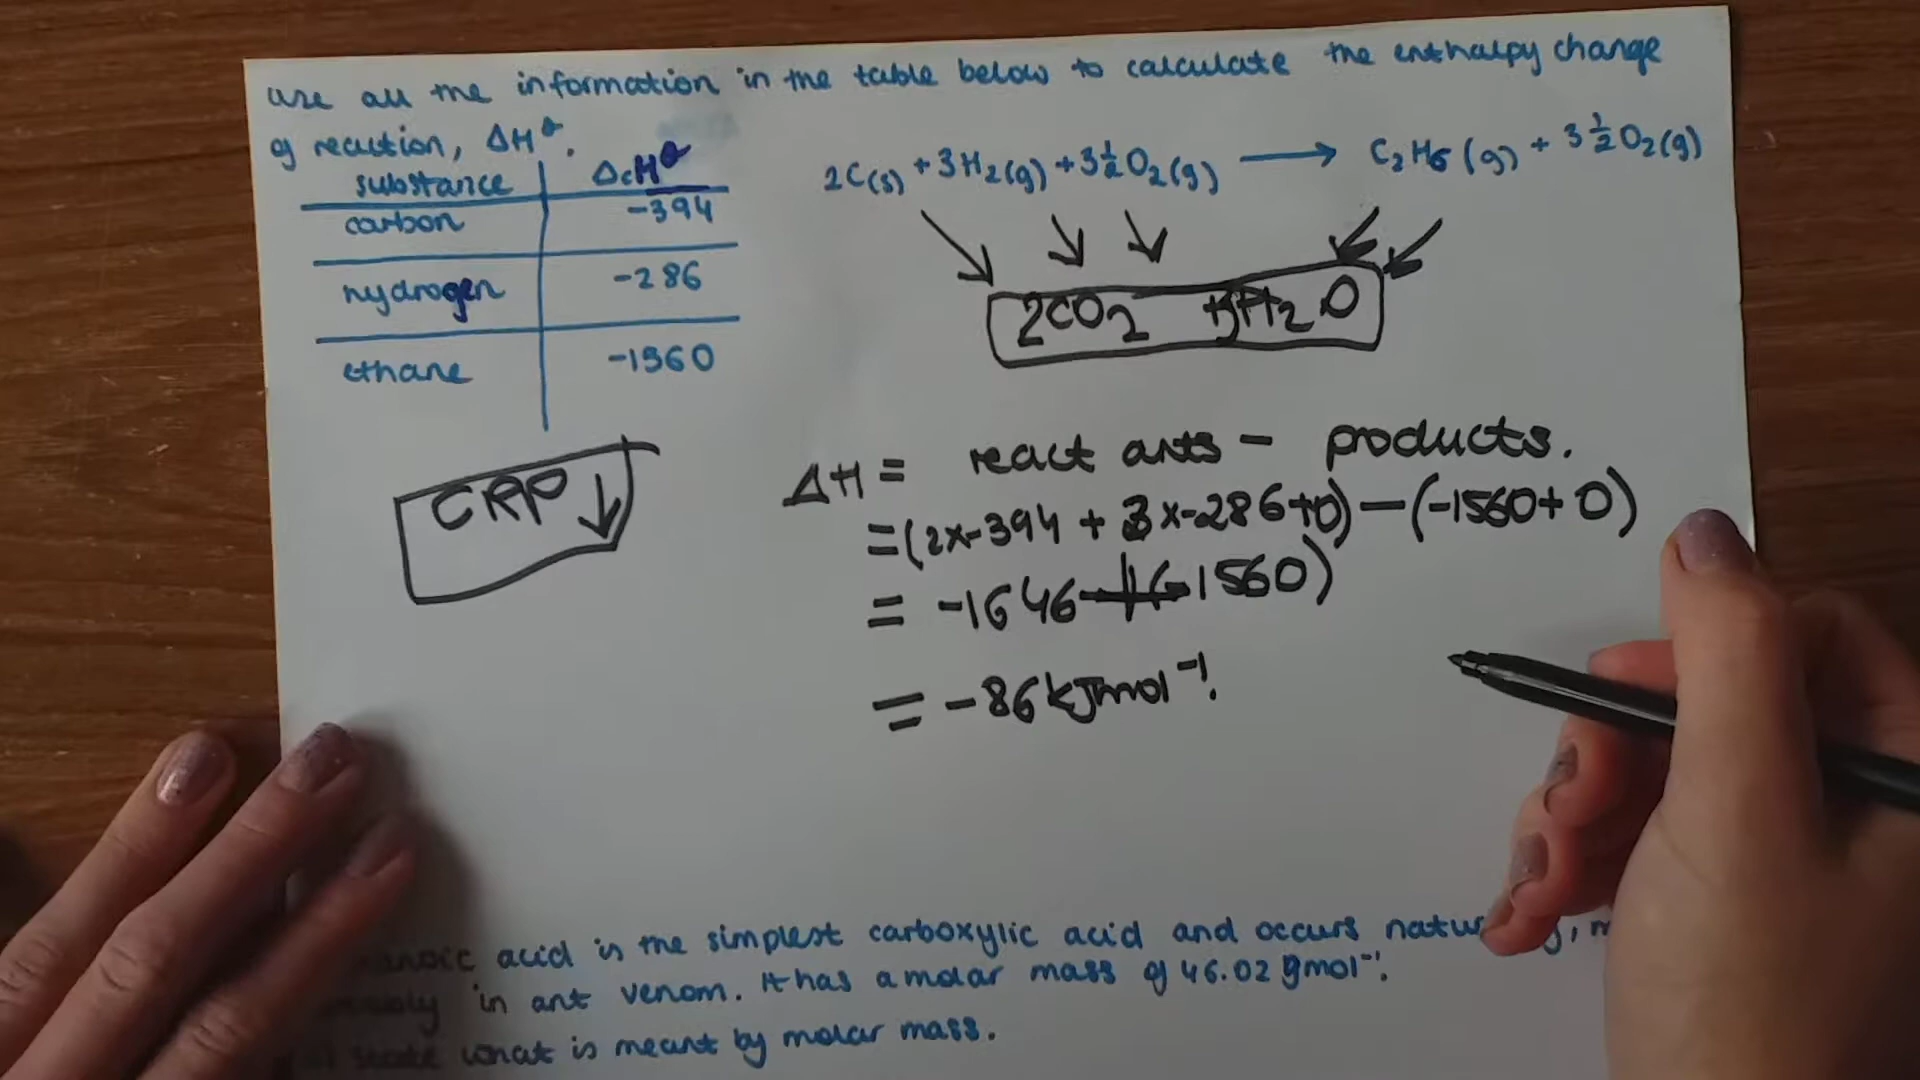 use all the information in the table below to calculate the enthalpy change
of reaction, ΔH⦵.
substance ΔcH⦵
carbon -394
hydrogen -286
ethane -1560
2C(s) + 3H2(g) + 3½O2(g) → C2H6(g) + 3½O2(g)
2CO2 + 3H2O
CRP ↓
ΔH = reactants - products.
= (2x-394 + 3x-286+0) - (-1560+0)
= -1646 - (-1560)
= -86kJmol⁻¹.
acid is the simplest carboxylic acid and occurs
in ant venom. It has a molar mass of 46.02 gmol⁻¹.
state what is meant by molar mass.